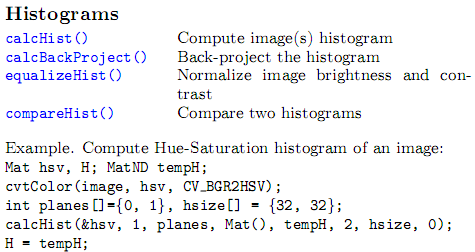 Histograms
calcHist() Compute image(s) histogram
calcBackProject() Back-project the histogram
equalizeHist() Normalize image brightness and con-
trast
compareHist() Compare two histograms
Example. Compute Hue-Saturation histogram of an image:
Mat hsv, H; MatND tempH;
cvtColor(image, hsv, CV_BGR2HSV);
int planes[]={0, 1}, hsize[] = {32, 32};
calcHist(&hsv, 1, planes, Mat(), tempH, 2, hsize, 0);
H = tempH;